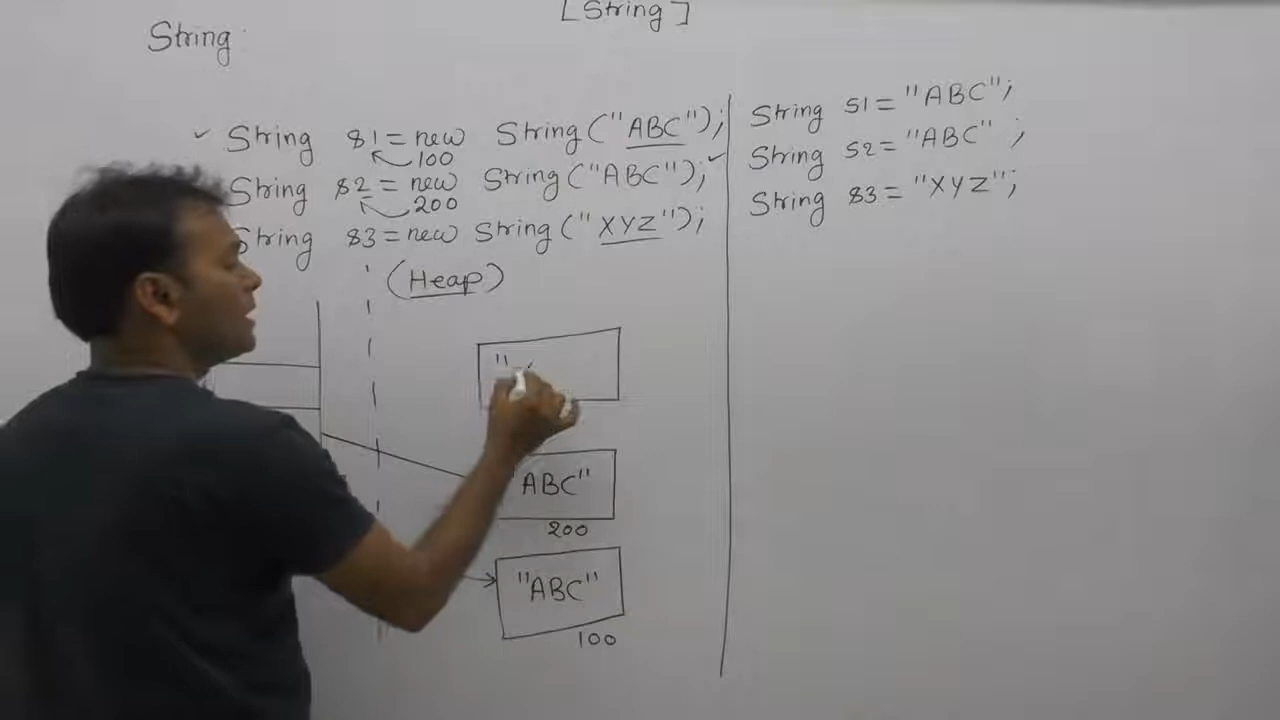 [String]
String:
String S1 = new String("ABC");
100
String S2 = new String("ABC");
200
String S3 = new String("XYZ");
(Heap)
"
ABC"
200
"ABC"
100
String S1 = "ABC";
String S2 = "ABC" ;
String S3 = "XYZ";